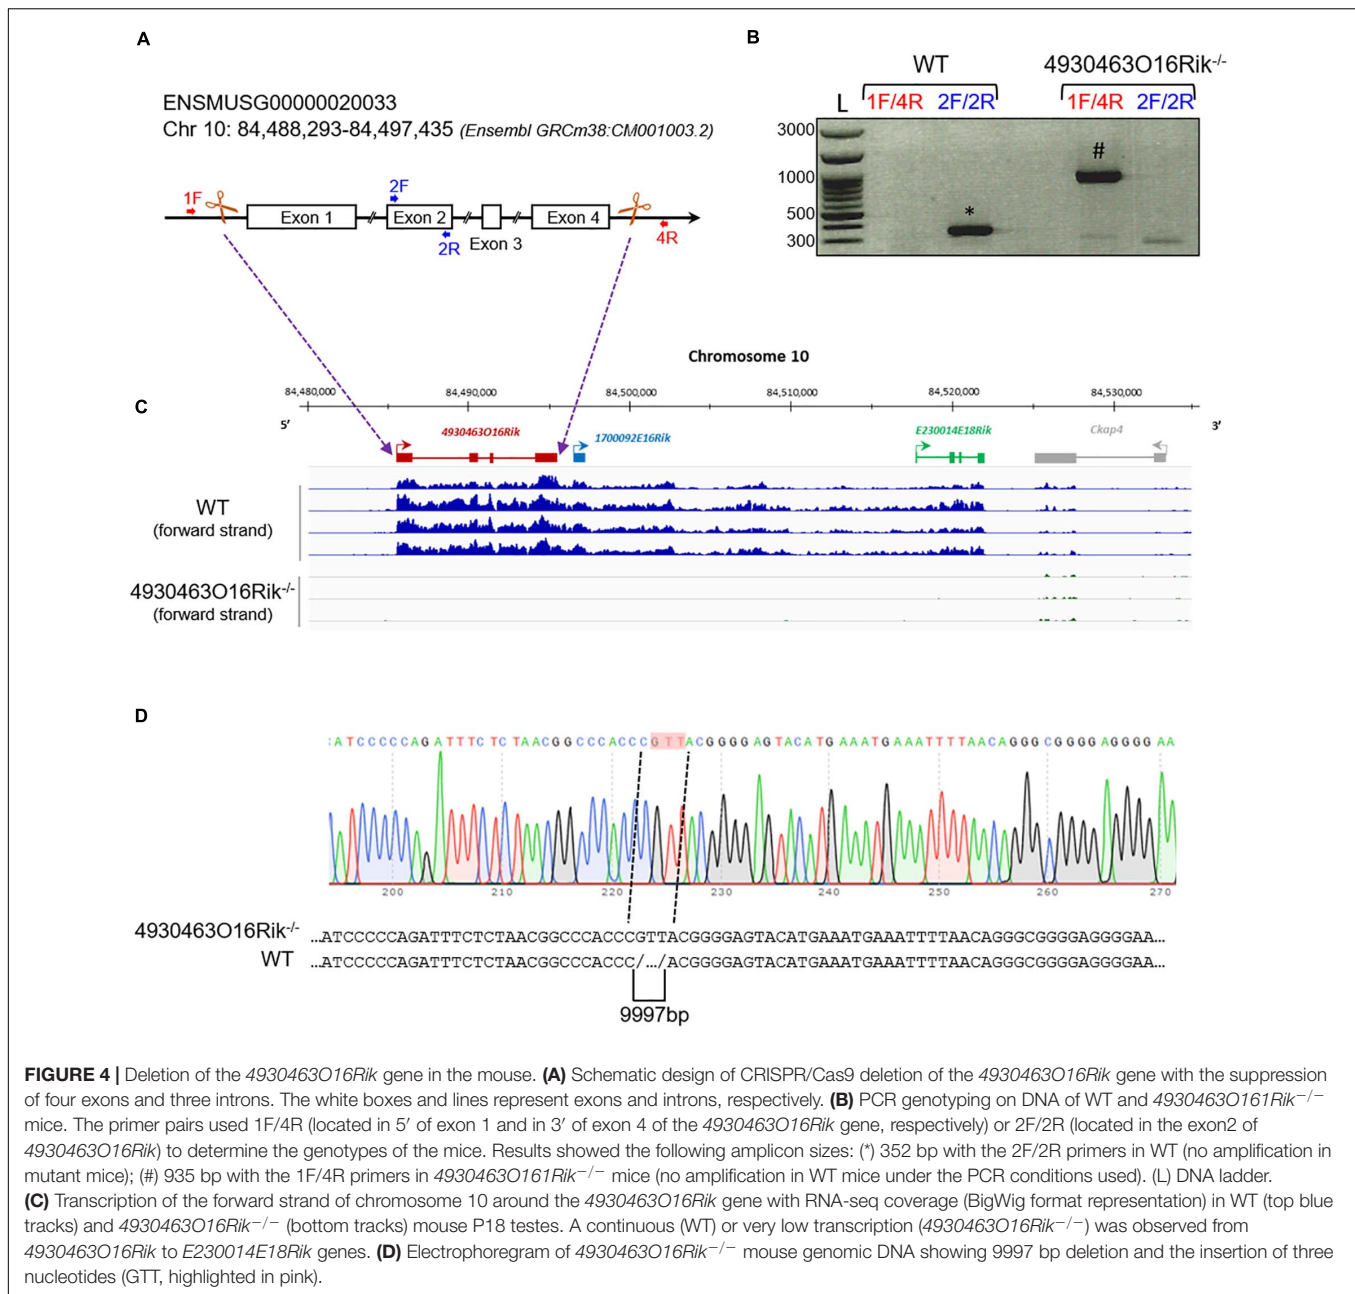 A
ENSMUSG00000020033
Chr 10: 84,488,293-84,497,435 (Ensembl GRCm38:CM001003.2)
1F
2F
Exon 1
Exon 2
Exon 4
2R
Exon 3
4R
B
WT
4930463O16Rik-/-
L
1F/4R
2F/2R
1F/4R
2F/2R
3000
1000
500
300
#
*
Chromosome 10
84,480,000
84,490,000
84,500,000
84,510,000
84,520,000
84,530,000
C
5'
3'
4930463O16Rik
1700092E16Rik
E230014E18Rik
Ckap4
WT
(forward strand)
4930463O16Rik-/-
(forward strand)
D
:ATCCCCCAGATTTCTCTAACGGCCCACCCGTTACGGGGAGTACATGAAATGAAATTTTAACAGGGCGGGGAGGGGAA
200
210
220
230
240
250
260
270
4930463O16Rik-/- ...ATCCCCCAGATTTCTCTAACGGCCCACCCGTTACGGGGAGTACATGAAATGAAATTTTAACAGGGCGGGGAGGGGAA...
WT ...ATCCCCCAGATTTCTCTAACGGCCCACCC/.../ACGGGGAGTACATGAAATGAAATTTTAACAGGGCGGGGAGGGGAA...
9997bp
FIGURE 4 | Deletion of the 4930463O16Rik gene in the mouse. (A) Schematic design of CRISPR/Cas9 deletion of the 4930463O16Rik gene with the suppression
of four exons and three introns. The white boxes and lines represent exons and introns, respectively. (B) PCR genotyping on DNA of WT and 4930463O161Rik−/−
mice. The primer pairs used 1F/4R (located in 5′ of exon 1 and in 3′ of exon 4 of the 4930463O16Rik gene, respectively) or 2F/2R (located in the exon2 of
4930463O16Rik) to determine the genotypes of the mice. Results showed the following amplicon sizes: (*) 352 bp with the 2F/2R primers in WT (no amplification in
mutant mice); (#) 935 bp with the 1F/4R primers in 4930463O161Rik−/− mice (no amplification in WT mice under the PCR conditions used). (L) DNA ladder.
(C) Transcription of the forward strand of chromosome 10 around the 4930463O16Rik gene with RNA-seq coverage (BigWig format representation) in WT (top blue
tracks) and 4930463O16Rik−/− (bottom tracks) mouse P18 testes. A continuous (WT) or very low transcription (4930463O16Rik−/−) was observed from
4930463O16Rik to E230014E18Rik genes. (D) Electrophoregram of 4930463O16Rik−/− mouse genomic DNA showing 9997 bp deletion and the insertion of three
nucleotides (GTT, highlighted in pink).